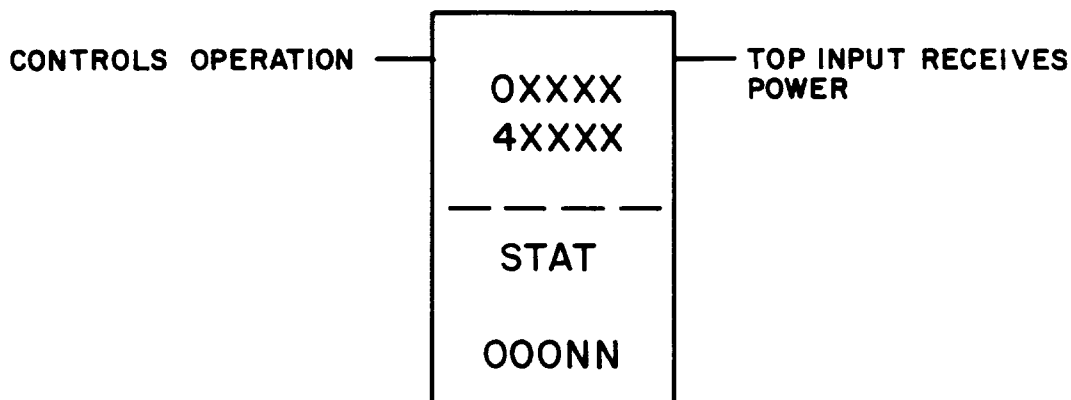 CONTROLS OPERATION
TOP INPUT RECEIVES
POWER
0XXXX
4XXXX
STAT
000NN